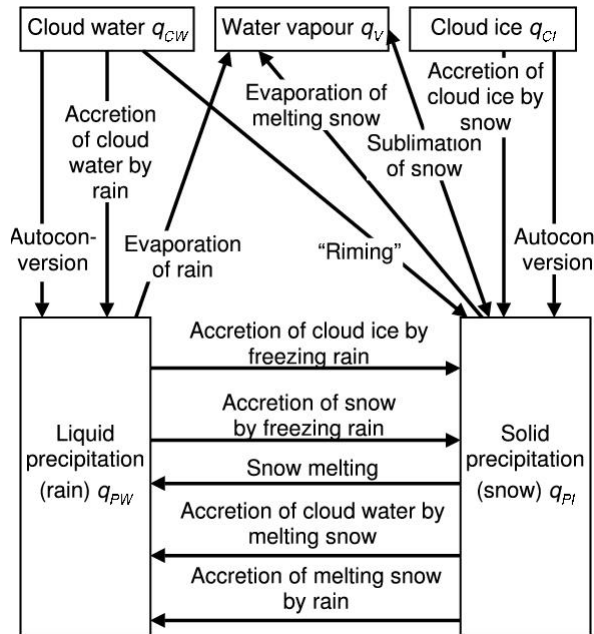 Cloud water q_CW
Water vapour q_V
Cloud ice q_CI
Accretion
of cloud
water by
rain
Evaporation of
melting snow
Accretion of
cloud ice by
snow
Sublimation
of snow
Autocon-
version
Evaporation
of rain
“Riming”
Autocon
version
Liquid
precipitation
(rain) q_PW
Accretion of cloud ice by
freezing rain
Accretion of snow
by freezing rain
Snow melting
Accretion of cloud water by
melting snow
Accretion of melting snow
by rain
Solid
precipitation
(snow) q_PI